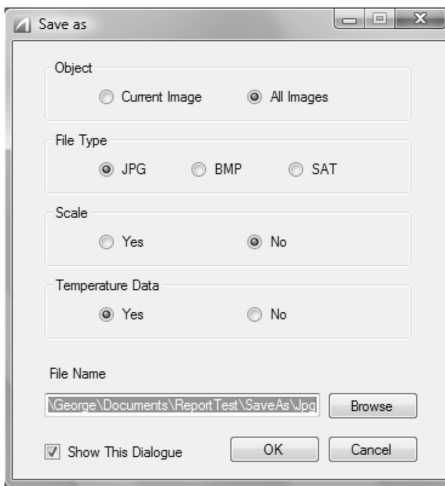 Save as
Object
Current Image All Images
File Type
JPG BMP SAT
Scale
Yes No
Temperature Data
Yes No
File Name
\George\Documents\ReportTest\SaveAs\Jpg Browse
Show This Dialogue OK Cancel